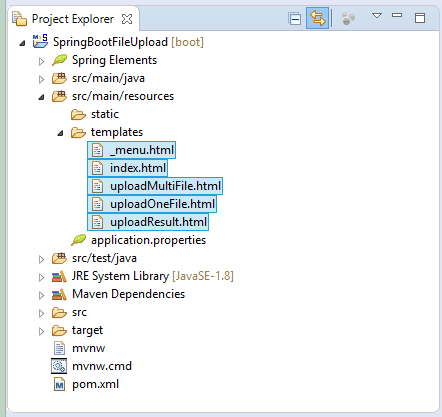 Project Explorer
SpringBootFileUpload [boot]
Spring Elements
src/main/java
src/main/resources
static
templates
_menu.html
index.html
uploadMultiFile.html
uploadOneFile.html
uploadResult.html
application.properties
src/test/java
JRE System Library [JavaSE-1.8]
Maven Dependencies
src
target
mvnw
mvnw.cmd
pom.xml